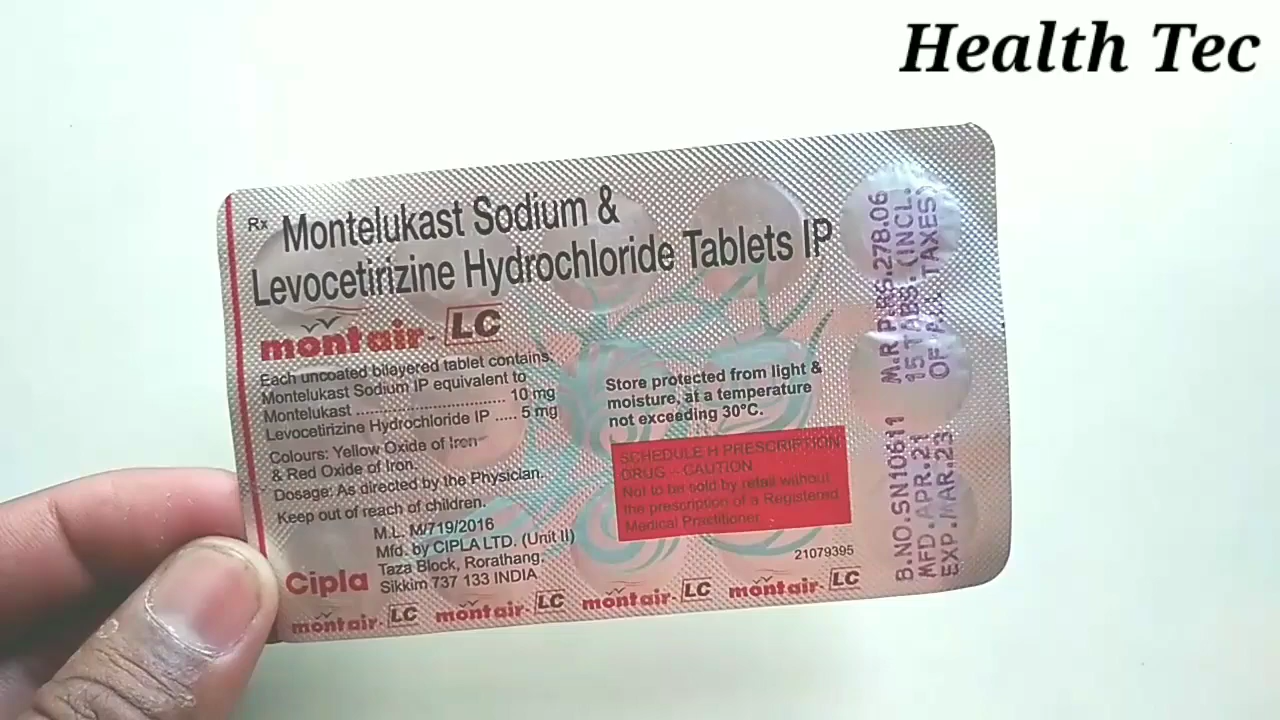 Health Tec
Rx Montelukast Sodium &
Levocetirizine Hydrochloride Tablets IP
montair-LC
Each uncoated bilayered tablet contains:
Montelukast Sodium IP equivalent to
Montelukast ................................ 10 mg
Levocetirizine Hydrochloride IP ..... 5 mg
Colours: Yellow Oxide of Iron
& Red Oxide of Iron.
Dosage: As directed by the Physician.
Keep out of reach of children.
M.L. M/719/2016
Mfd. by CIPLA LTD. (Unit II)
Taza Block, Rorathang,
Sikkim 737 133 INDIA
Cipla
Store protected from light &
moisture, at a temperature
not exceeding 30°C.
SCHEDULE H PRESCRIPTION
DRUG – CAUTION
Not to be sold by retail without
the prescription of a Registered
Medical Practitioner.
21079395
montair-LC montair-LC montair-LC montair-LC
B.NO.SN10611 M.R.P.RS.278.06
MFD.APR.21 15 TABS.(INCL.
EXP.MAR.23 OF ALL TAXES)